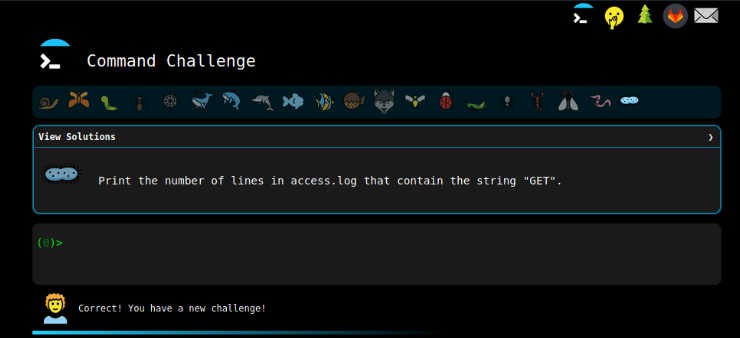 Command Challenge
View Solutions
Print the number of lines in access.log that contain the string "GET".
(0)>
Correct! You have a new challenge!